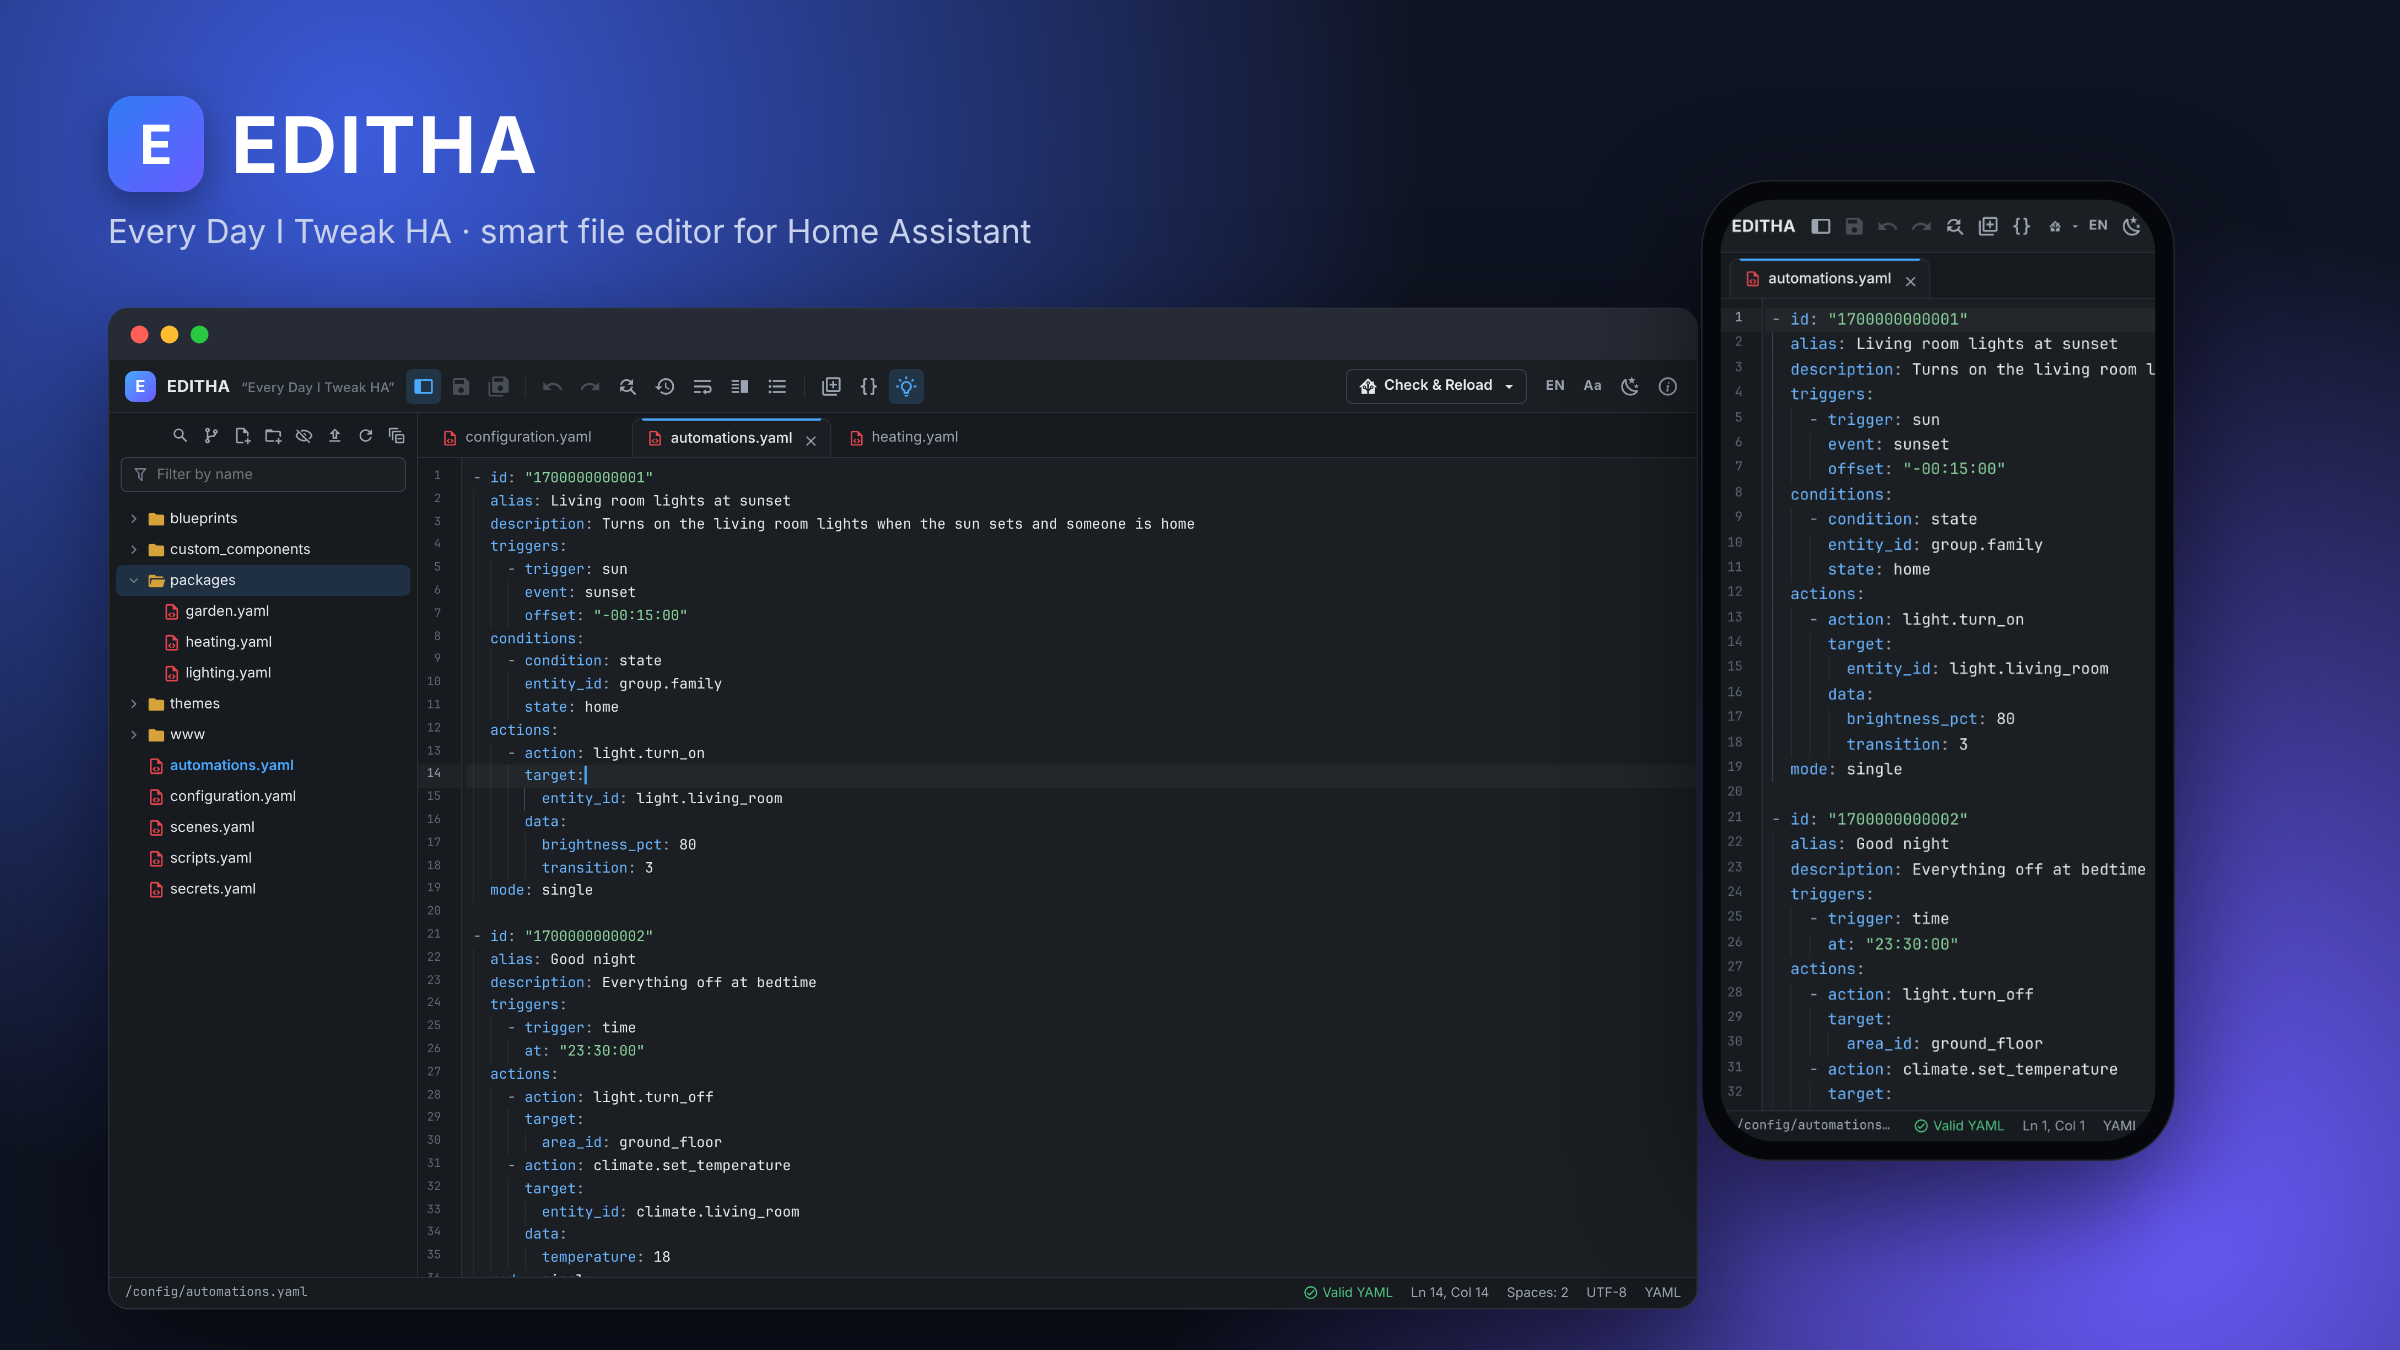 E EDITHA
Every Day I Tweak HA · smart file editor for Home Assistant
E EDITHA “Every Day I Tweak HA” Check & Reload EN Aa
Filter by name
blueprints
custom_components
packages
garden.yaml
heating.yaml
lighting.yaml
themes
www
automations.yaml
configuration.yaml
scenes.yaml
scripts.yaml
secrets.yaml
configuration.yaml automations.yaml heating.yaml
1 - id: "1700000000001"
2 alias: Living room lights at sunset
3 description: Turns on the living room lights when the sun sets and someone is home
4 triggers:
5 - trigger: sun
6 event: sunset
7 offset: "-00:15:00"
8 conditions:
9 - condition: state
10 entity_id: group.family
11 state: home
12 actions:
13 - action: light.turn_on
14 target:
15 entity_id: light.living_room
16 data:
17 brightness_pct: 80
18 transition: 3
19 mode: single
20
21 - id: "1700000000002"
22 alias: Good night
23 description: Everything off at bedtime
24 triggers:
25 - trigger: time
26 at: "23:30:00"
27 actions:
28 - action: light.turn_off
29 target:
30 area_id: ground_floor
31 - action: climate.set_temperature
32 target:
33 entity_id: climate.living_room
34 data:
35 temperature: 18
/config/automations.yaml Valid YAML Ln 14, Col 14 Spaces: 2 UTF-8 YAML
EDITHA {} EN
automations.yaml
1 - id: "1700000000001"
2 alias: Living room lights at sunset
3 description: Turns on the living room l
4 triggers:
5 - trigger: sun
6 event: sunset
7 offset: "-00:15:00"
8 conditions:
9 - condition: state
10 entity_id: group.family
11 state: home
12 actions:
13 - action: light.turn_on
14 target:
15 entity_id: light.living_room
16 data:
17 brightness_pct: 80
18 transition: 3
19 mode: single
20
21 - id: "1700000000002"
22 alias: Good night
23 description: Everything off at bedtime
24 triggers:
25 - trigger: time
26 at: "23:30:00"
27 actions:
28 - action: light.turn_off
29 target:
30 area_id: ground_floor
31 - action: climate.set_temperature
32 target:
/config/automations… Valid YAML Ln 1, Col 1 YAML